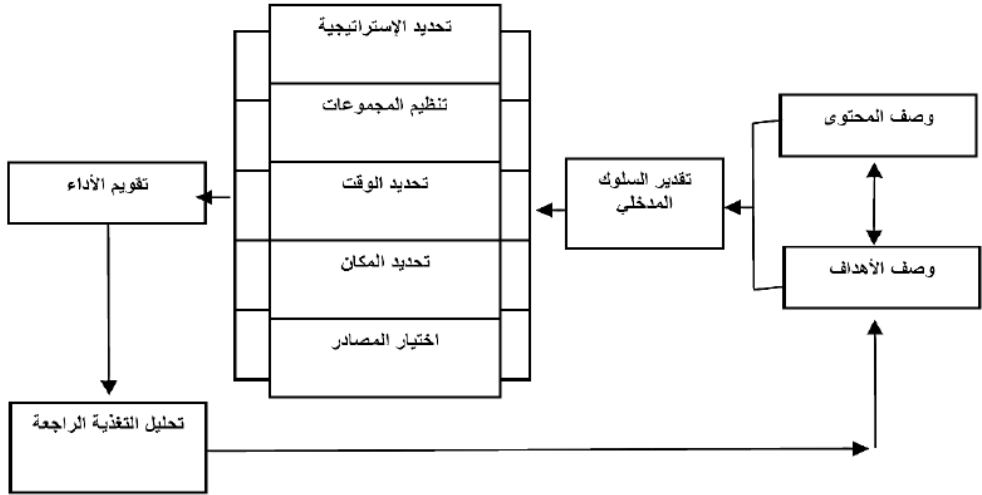 وصف المحتوى
وصف الأهداف
تقدير السلوك
المدخلي
تحديد الإستراتيجية
تنظيم المجموعات
تحديد الوقت
تحديد المكان
اختيار المصادر
تقويم الأداء
تحليل التغذية الراجعة